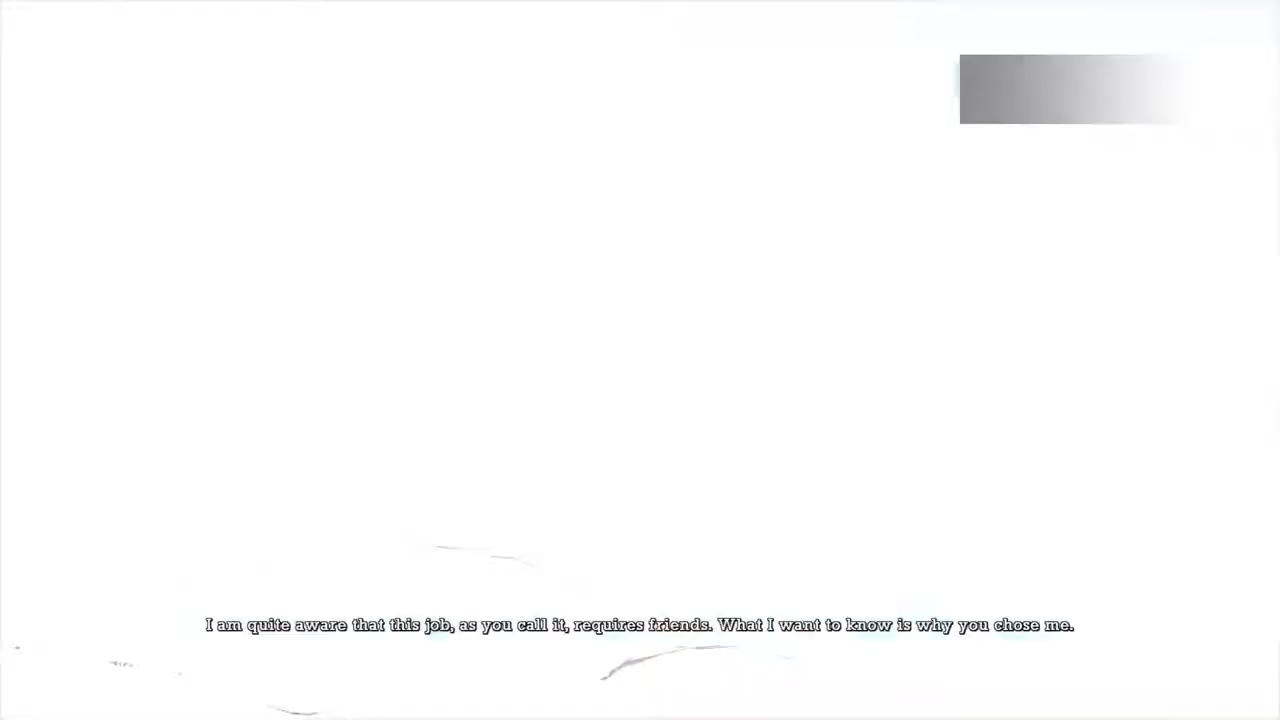 I am quite aware that this job, as you call it, requires friends. What I want to know is why you chose me.